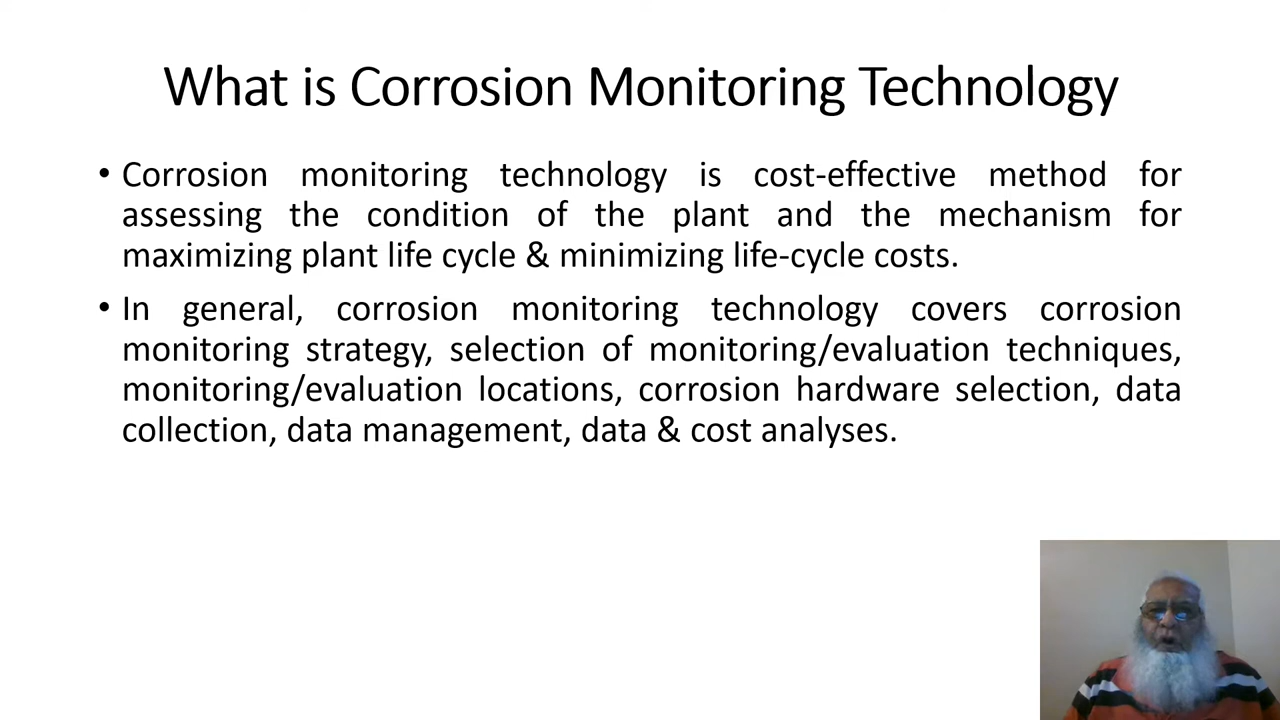 What is Corrosion Monitoring Technology
• Corrosion monitoring technology is cost-effective method for
assessing the condition of the plant and the mechanism for
maximizing plant life cycle & minimizing life-cycle costs.
• In general, corrosion monitoring technology covers corrosion
monitoring strategy, selection of monitoring/evaluation techniques,
monitoring/evaluation locations, corrosion hardware selection, data
collection, data management, data & cost analyses.